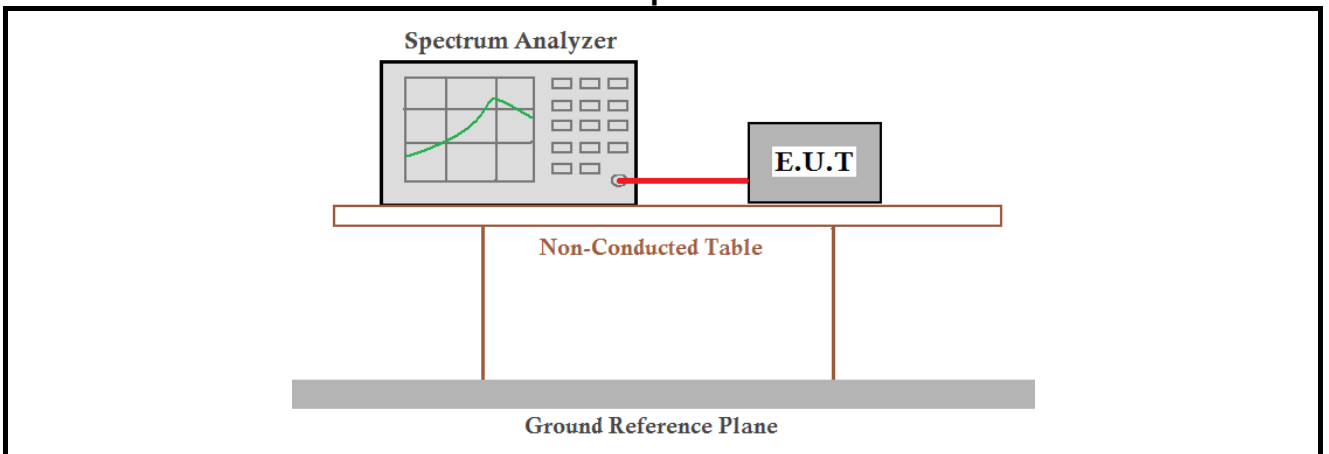 Spectrum Analyzer
E.U.T
Non-Conducted Table
Ground Reference Plane